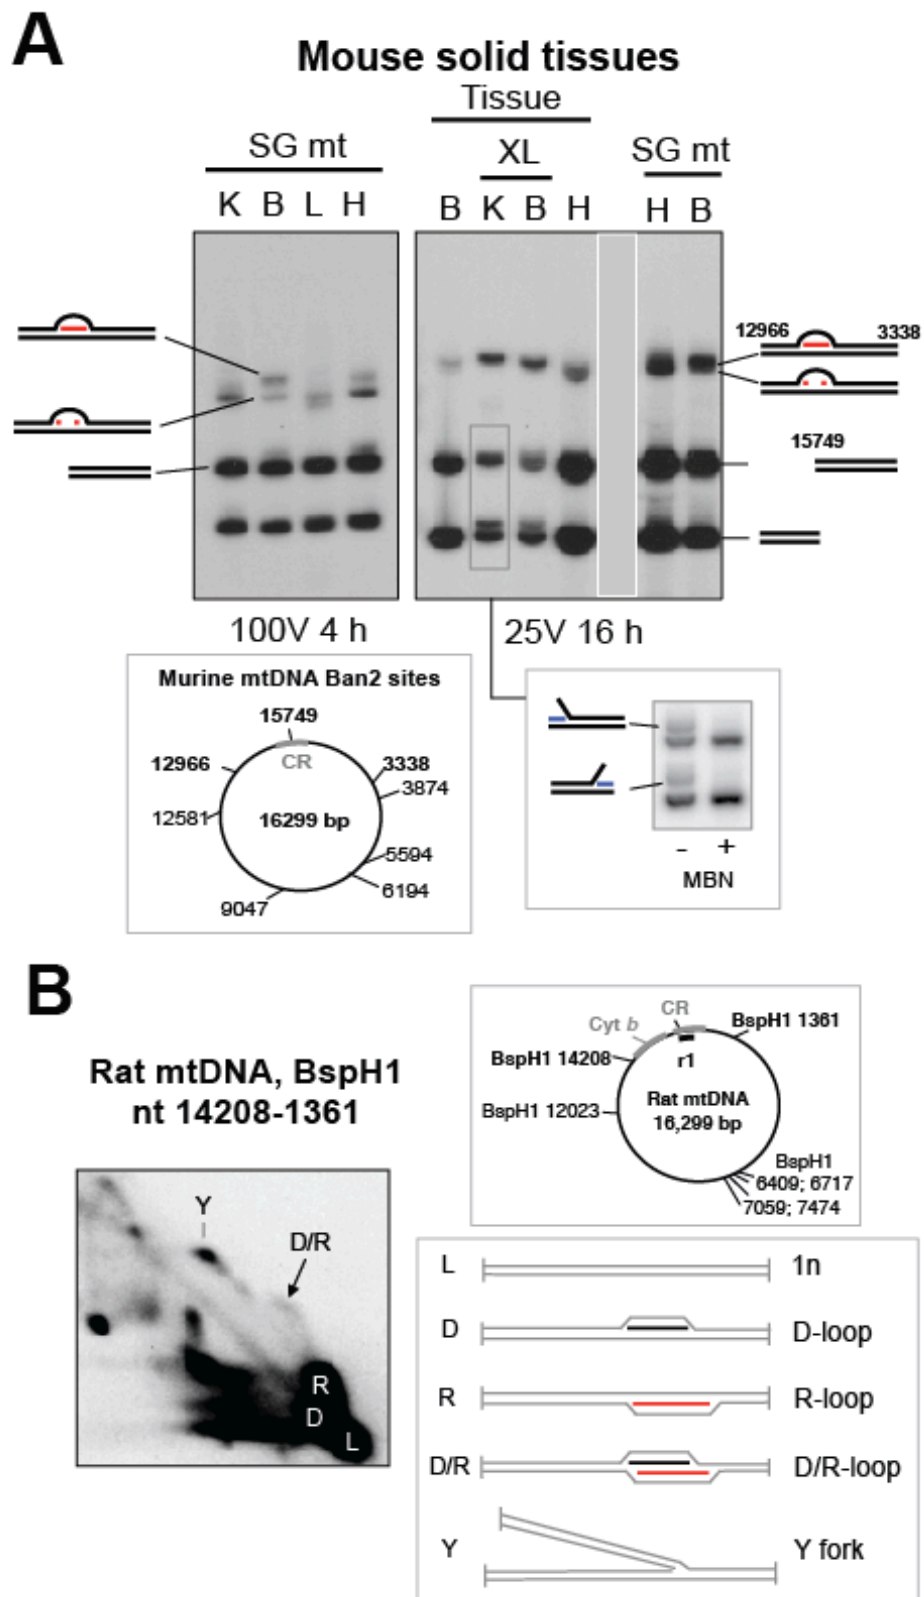 A
Mouse solid tissues
Tissue
SG mt
XL
SG mt
K B L H
B K B H
H B
12966 3338
15749
100V 4 h
25V 16 h
Murine mtDNA Ban2 sites
15749
CR
12966
3338
3874
12581
16299 bp
5594
6194
9047
- +
MBN
B
Rat mtDNA, BspH1
nt 14208-1361
CR
Cyt b
BspH1 1361
BspH1 14208
r1
Rat mtDNA
16,299 bp
BspH1 12023
BspH1
6409; 6717
7059; 7474
Y
D/R
R
D
L
L 1n
D D-loop
R R-loop
D/R D/R-loop
Y Y fork